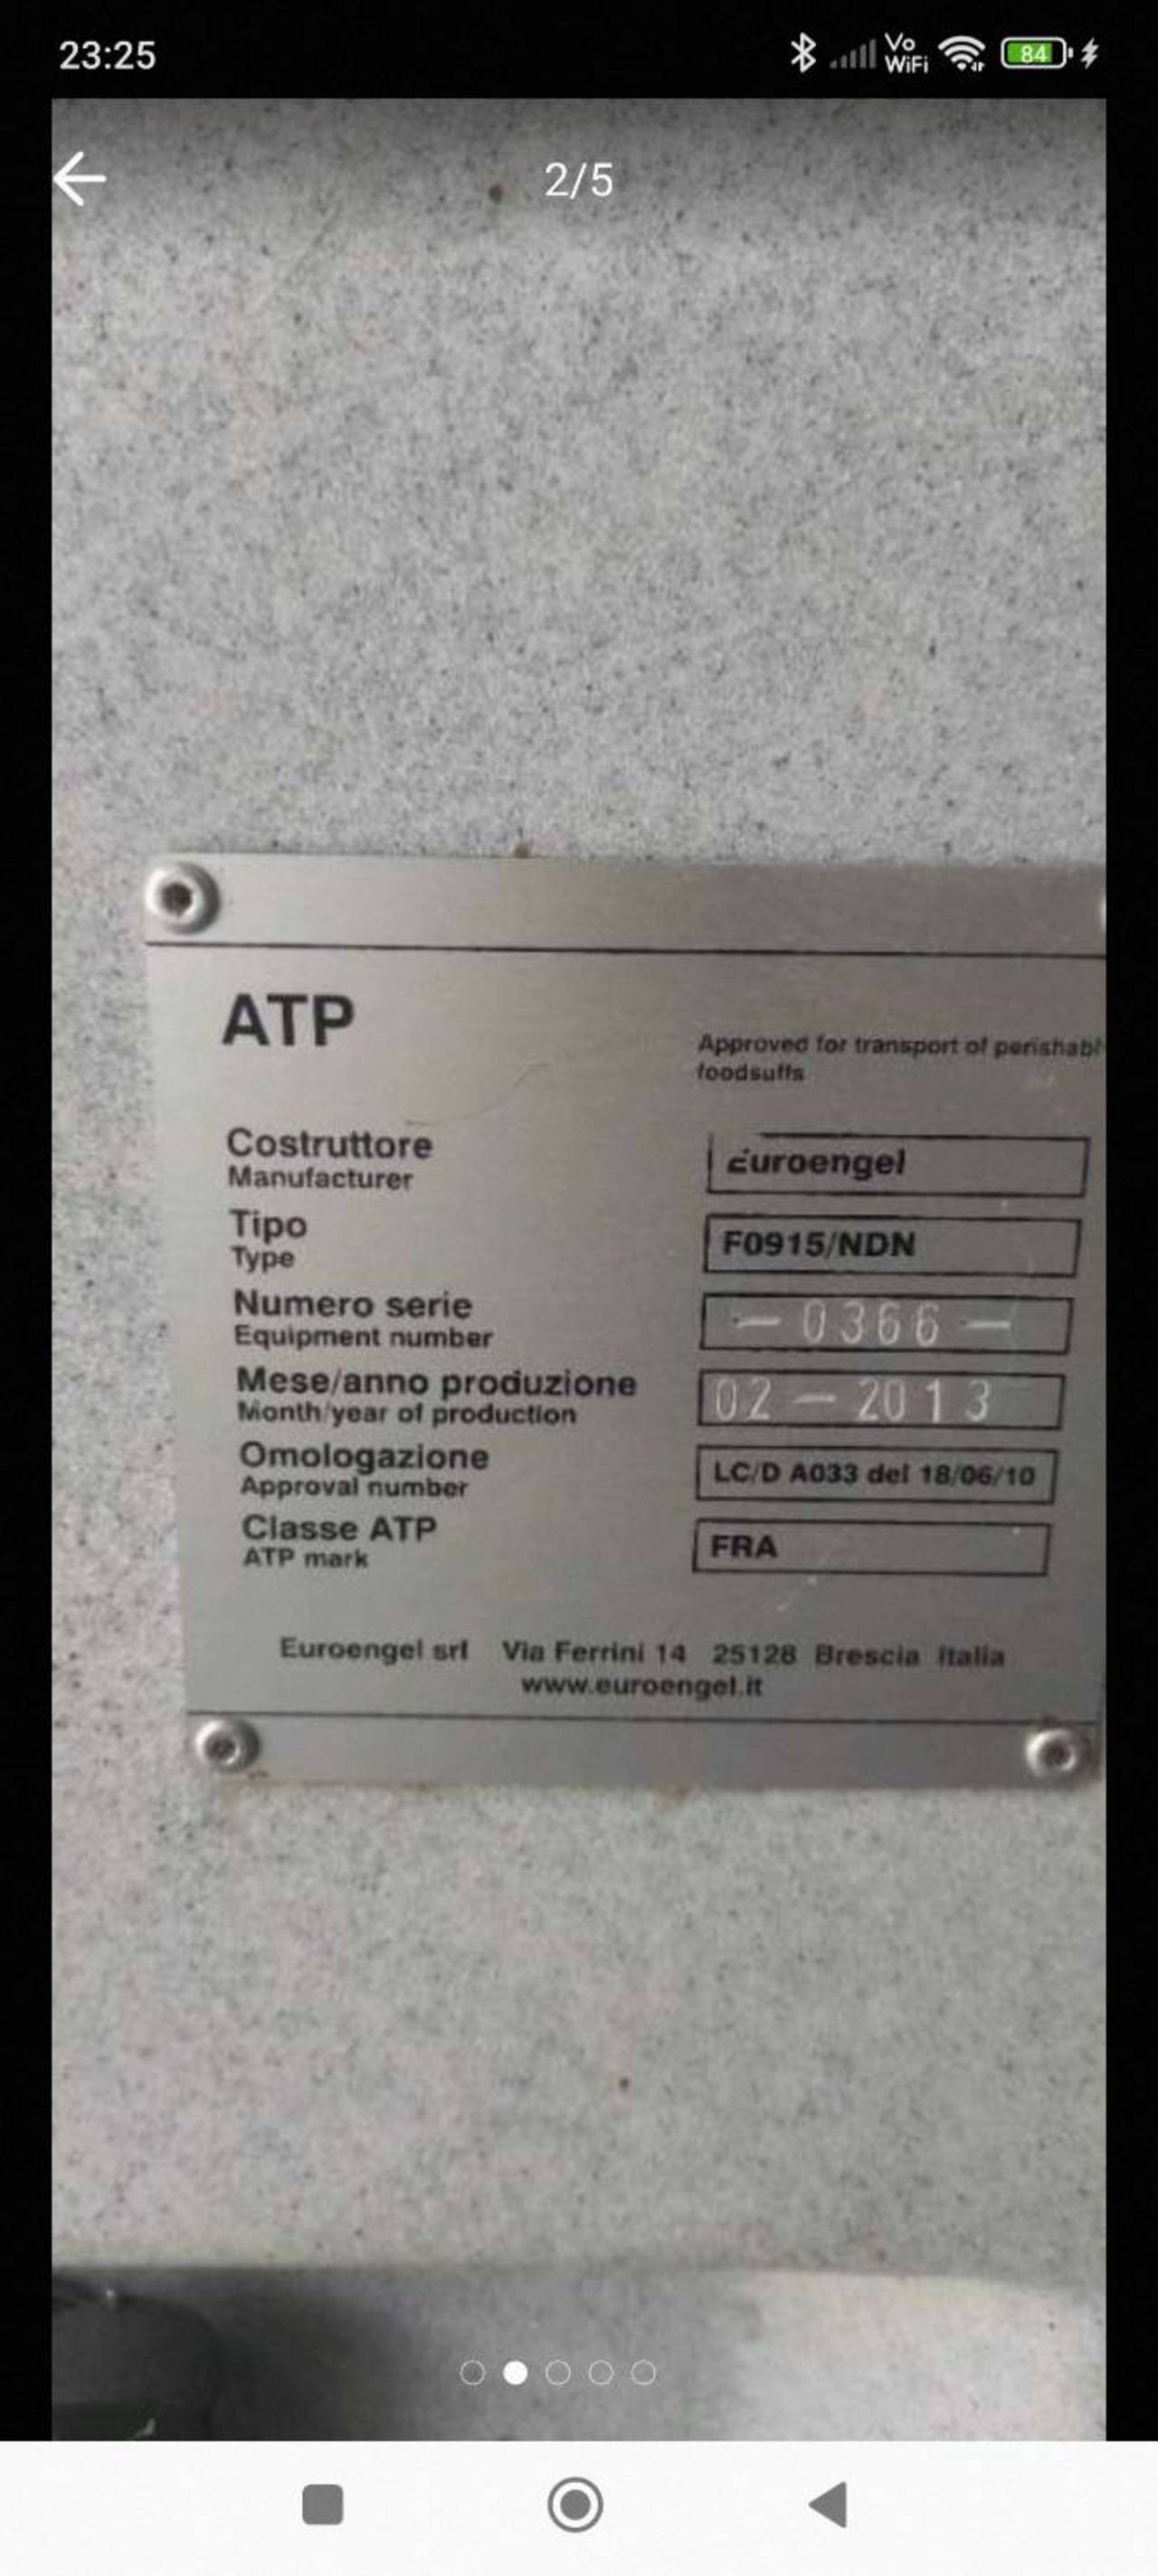 23:25
Vo
WiFi
84
2/5
ATP
Approved for transport of perishabl
foodsuffs
Costruttore
Manufacturer
Euroengel
Tipo
Type
F0915/NDN
Numero serie
Equipment number
- 0366 -
Mese/anno produzione
Month/year of production
02 - 2013
Omologazione
Approval number
LC/D A033 del 18/06/10
Classe ATP
ATP mark
FRA
Euroengel srl Via Ferrini 14 25128 Brescia Italia
www.euroengel.it